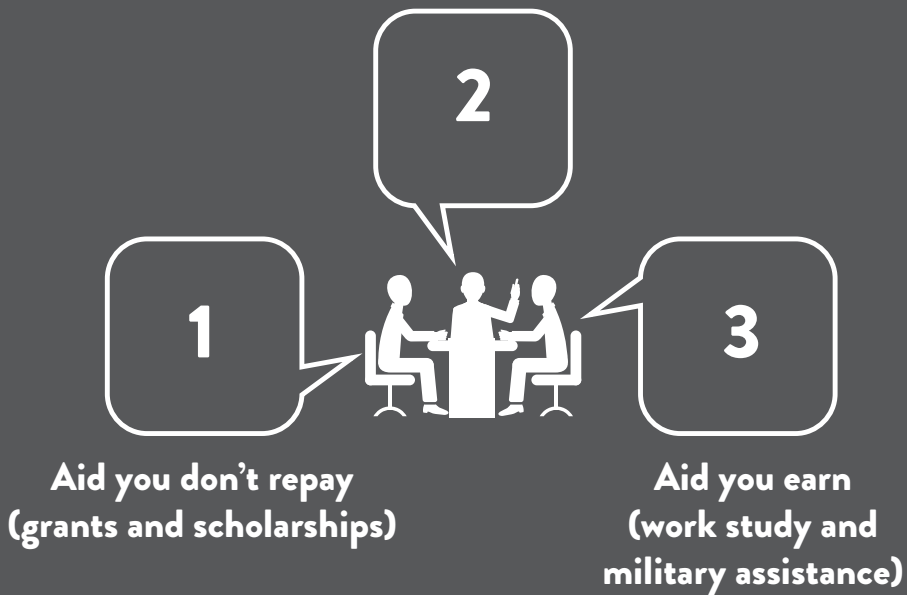 2
1
3
Aid you don’t repay
(grants and scholarships)
Aid you earn
(work study and
military assistance)